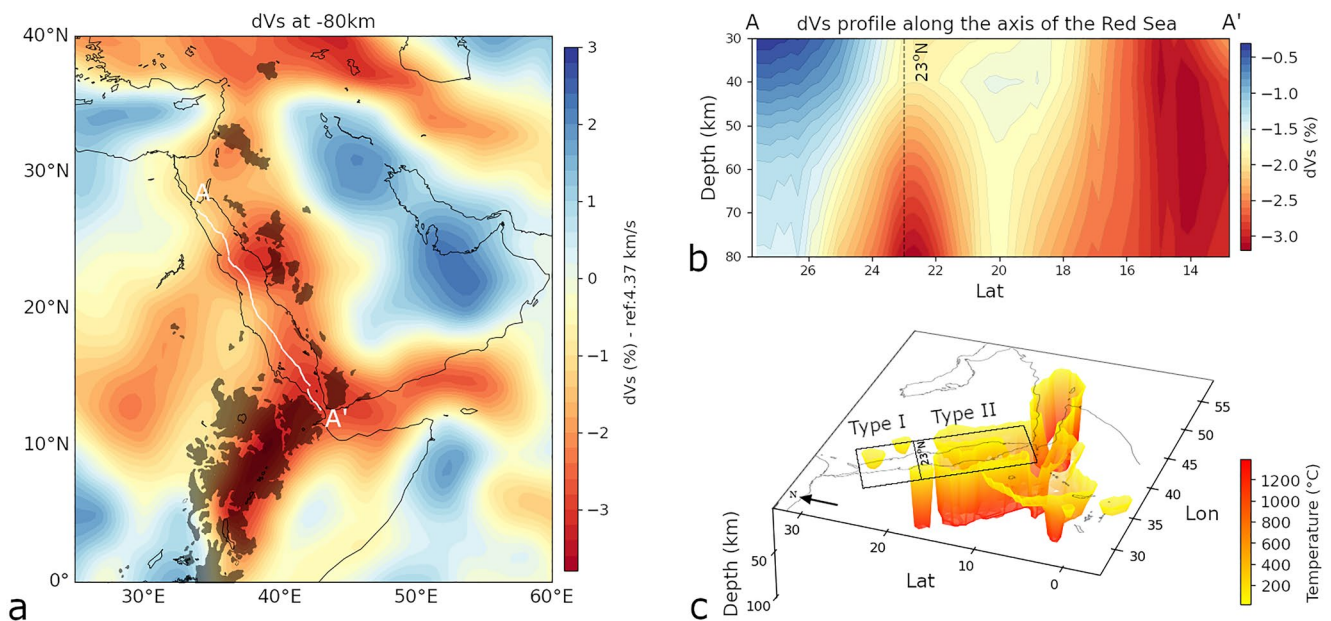 dVs at -80km
40°N
30°N
20°N
10°N
0°
30°E
40°E
50°E
60°E
A
A'
3
2
1
0
−1
−2
−3
dVs (%) - ref:4.37 km/s
a
A
dVs profile along the axis of the Red Sea
A'
30
40
50
60
70
80
Depth (km)
23°N
26
24
22
20
18
16
14
Lat
−0.5
−1.0
−1.5
−2.0
−2.5
−3.0
dVs (%)
b
Type I
Type II
23°N
N
30
20
10
0
Lat
55
50
45
40
35
30
Lon
50
100
Depth (km)
1200
1000
800
600
400
200
Temperature (°C)
c